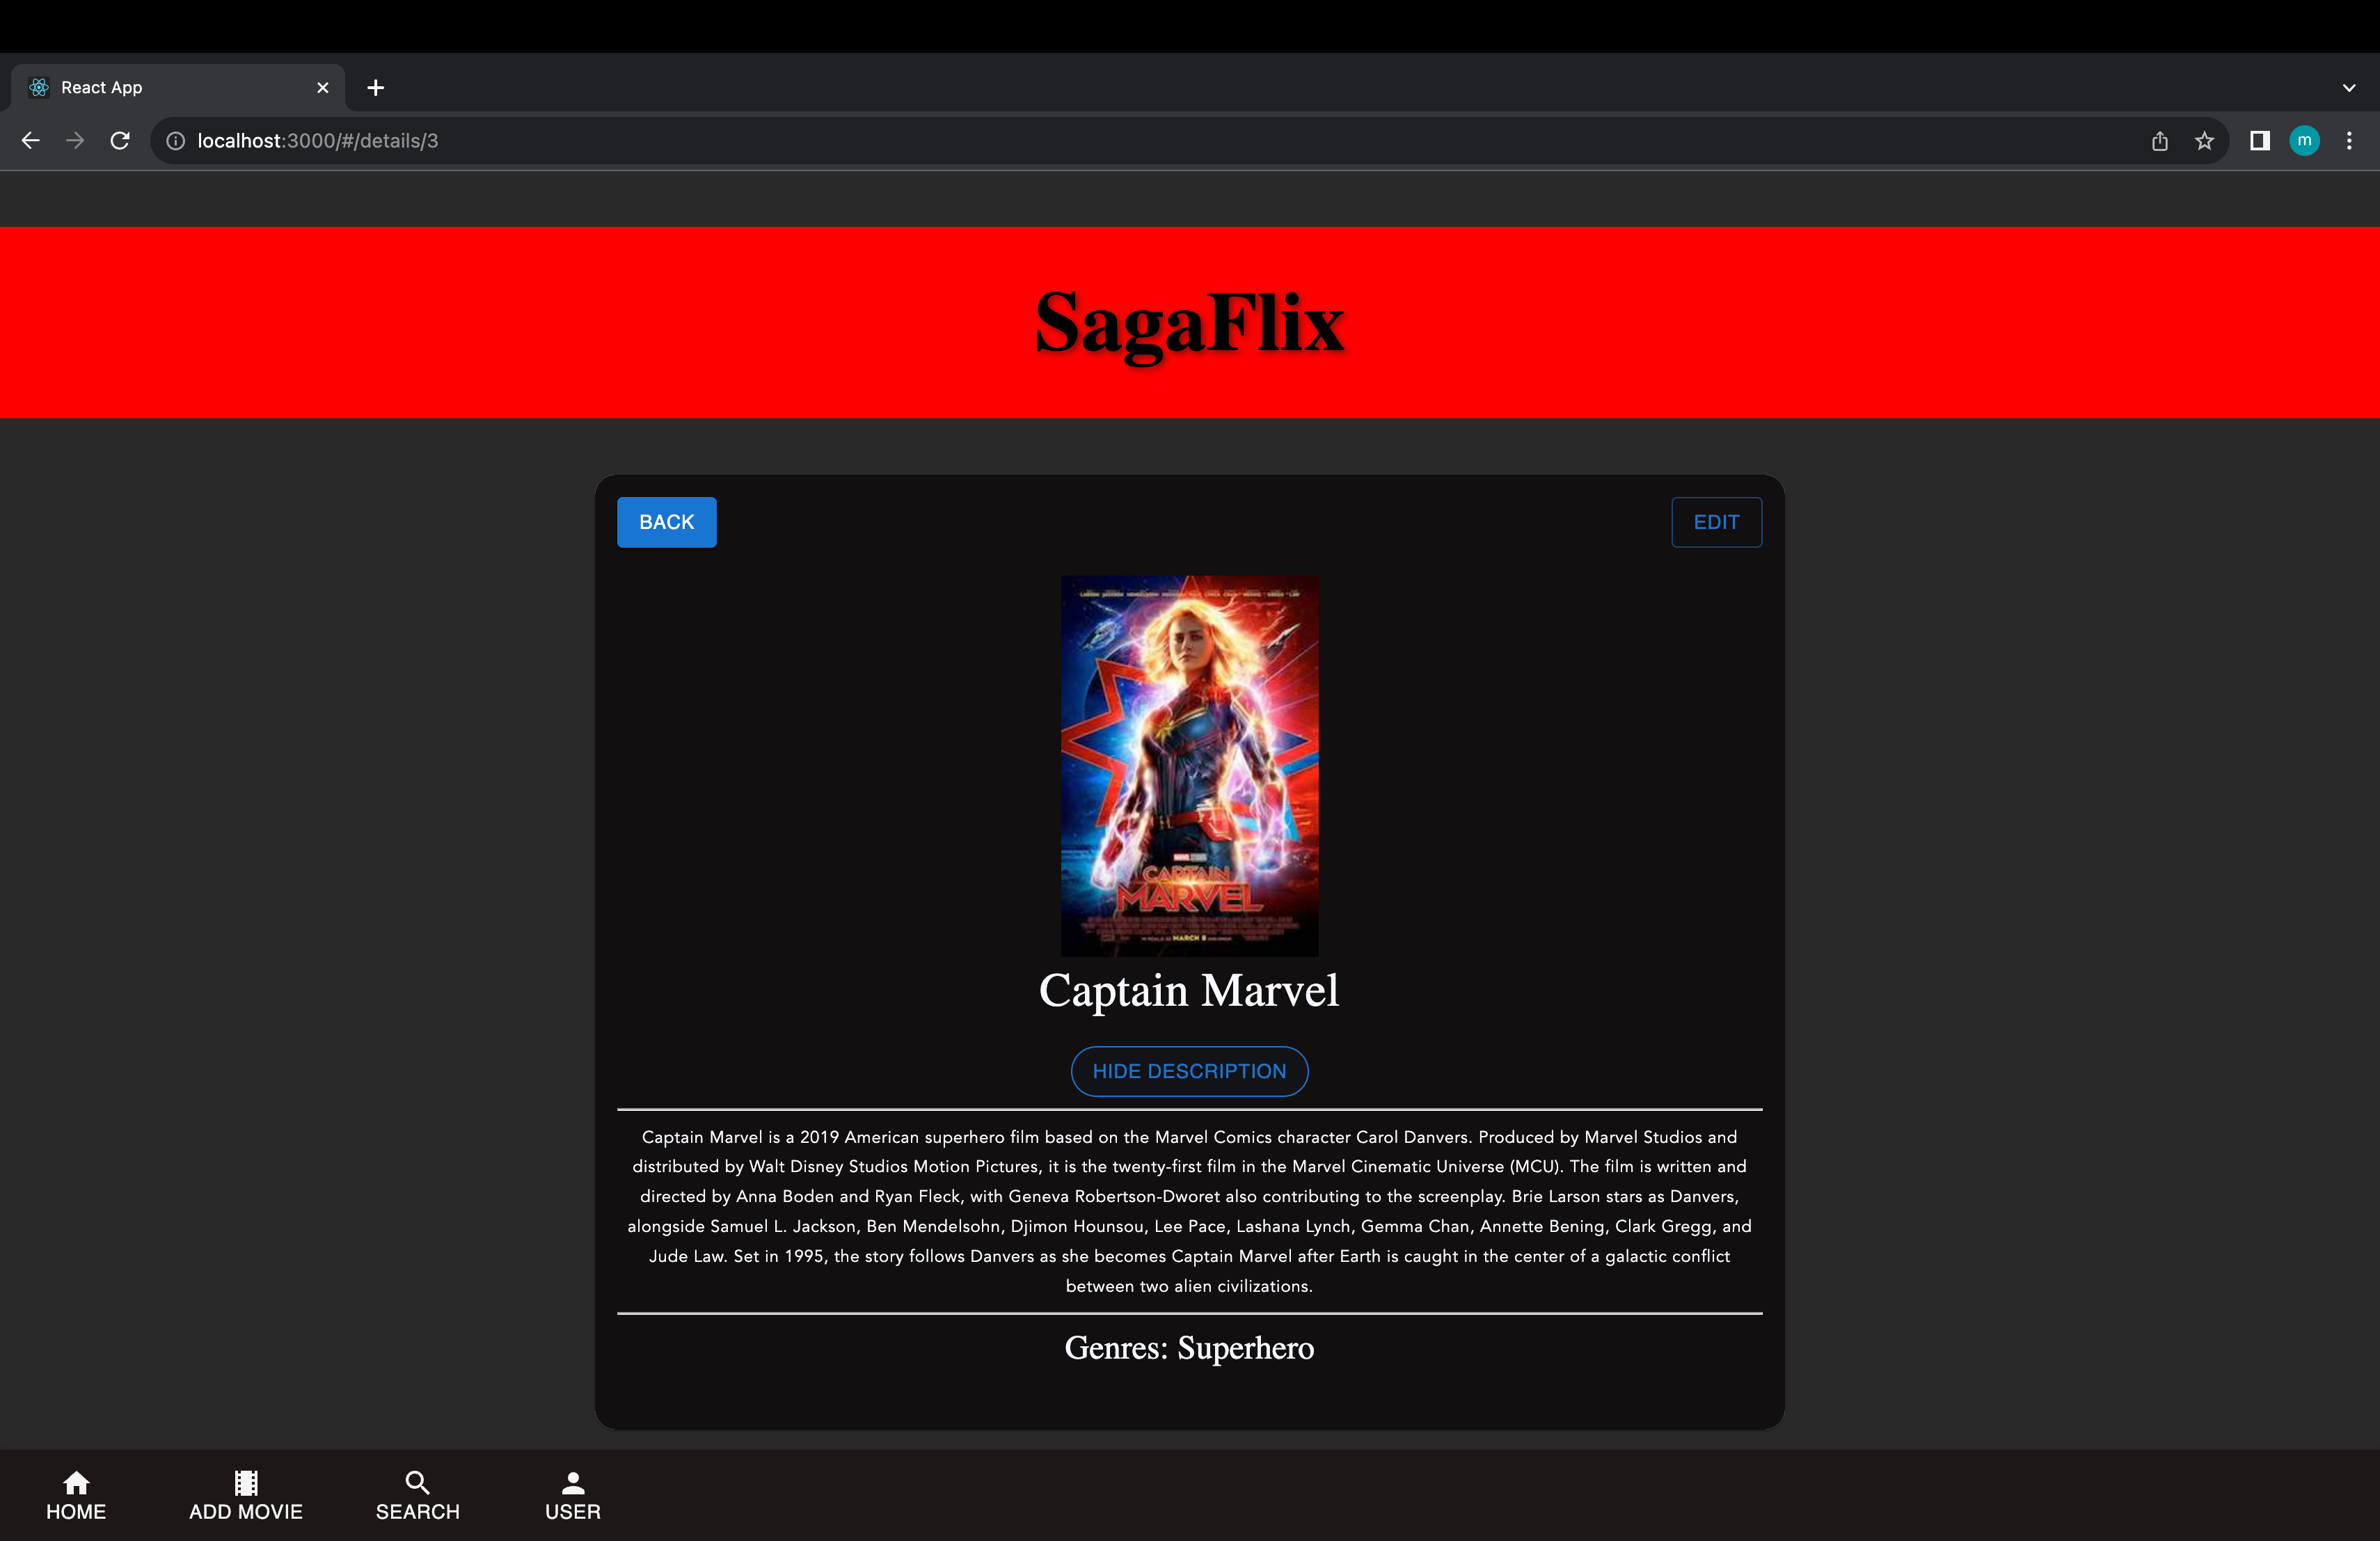 React App
localhost:3000/#/details/3
m
SagaFlix
BACK
EDIT
CAPTAIN
MARVEL
MARCH 8
Captain Marvel
HIDE DESCRIPTION
Captain Marvel is a 2019 American superhero film based on the Marvel Comics character Carol Danvers. Produced by Marvel Studios and
distributed by Walt Disney Studios Motion Pictures, it is the twenty-first film in the Marvel Cinematic Universe (MCU). The film is written and
directed by Anna Boden and Ryan Fleck, with Geneva Robertson-Dworet also contributing to the screenplay. Brie Larson stars as Danvers,
alongside Samuel L. Jackson, Ben Mendelsohn, Djimon Hounsou, Lee Pace, Lashana Lynch, Gemma Chan, Annette Bening, Clark Gregg, and
Jude Law. Set in 1995, the story follows Danvers as she becomes Captain Marvel after Earth is caught in the center of a galactic conflict
between two alien civilizations.
Genres: Superhero
HOME
ADD MOVIE
SEARCH
USER